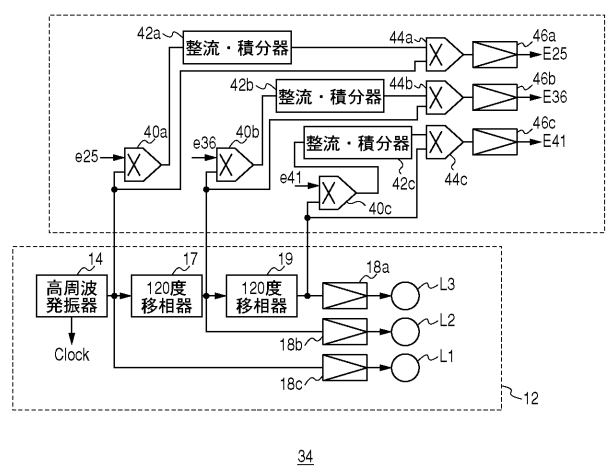 42a
整流・積分器
44a
46a
E25
42b
整流・積分器
44b
46b
E36
40a
e25
e36
40b
整流・積分器
44c
46c
E41
e41
42c
40c
14
高周波
発振器
17
120度
移相器
19
120度
移相器
18a
L3
L2
18b
L1
18c
Clock
12
34